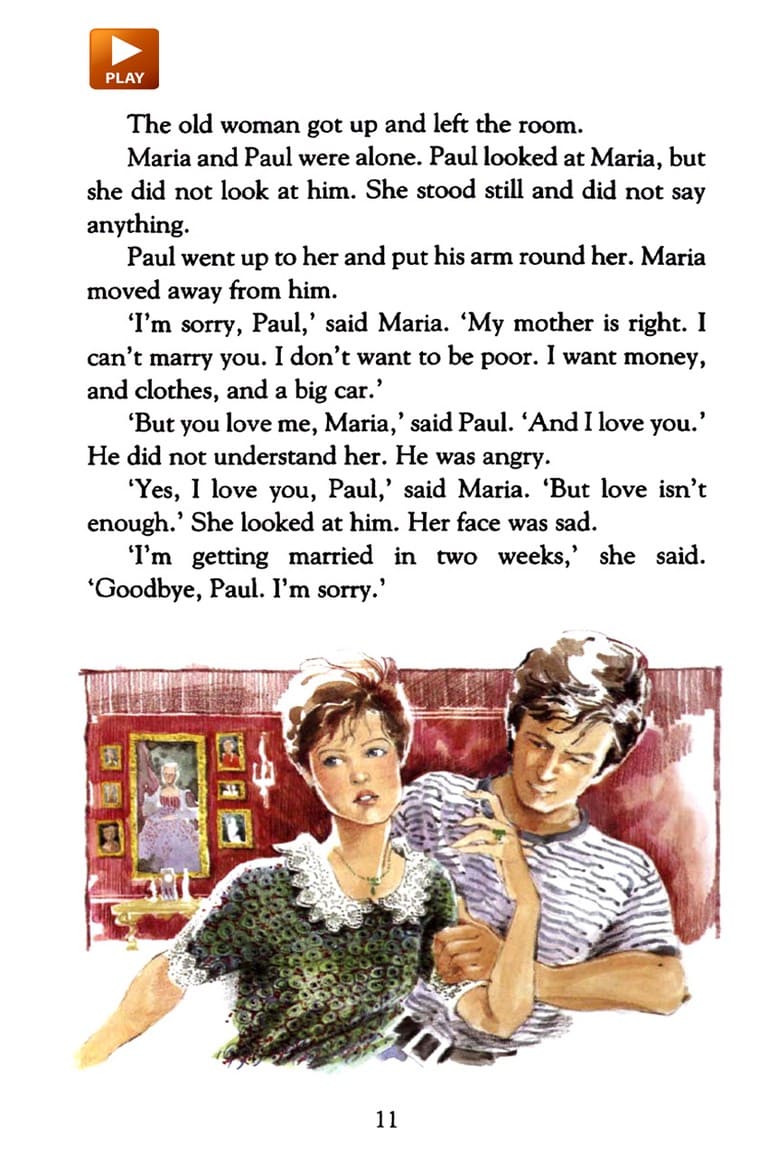 PLAY
The old woman got up and left the room.
Maria and Paul were alone. Paul looked at Maria, but
she did not look at him. She stood still and did not say
anything.
Paul went up to her and put his arm round her. Maria
moved away from him.
‘I’m sorry, Paul,’ said Maria. ‘My mother is right. I
can’t marry you. I don’t want to be poor. I want money,
and clothes, and a big car.’
‘But you love me, Maria,’ said Paul. ‘And I love you.’
He did not understand her. He was angry.
‘Yes, I love you, Paul,’ said Maria. ‘But love isn’t
enough.’ She looked at him. Her face was sad.
‘I’m getting married in two weeks,’ she said.
‘Goodbye, Paul. I’m sorry.’
11